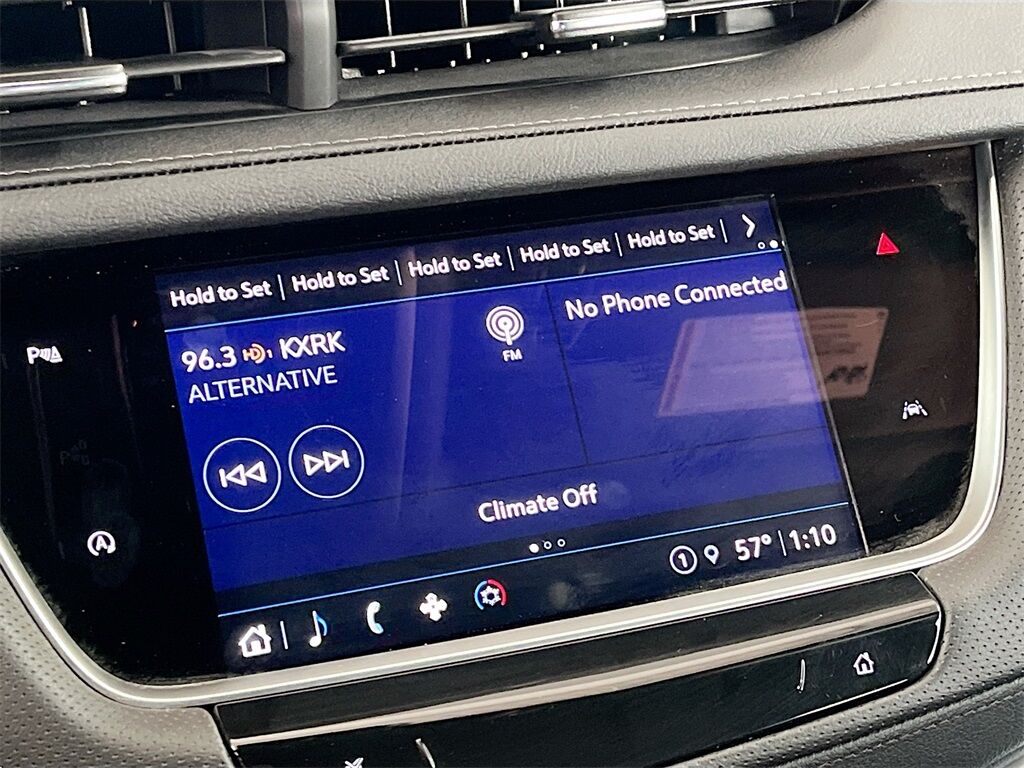 Hold to Set | Hold to Set | Hold to Set | Hold to Set | Hold to Set |
96.3 HD1 KXRK
ALTERNATIVE
FM
No Phone Connected
P
Climate Off
A
1 57° | 1:10